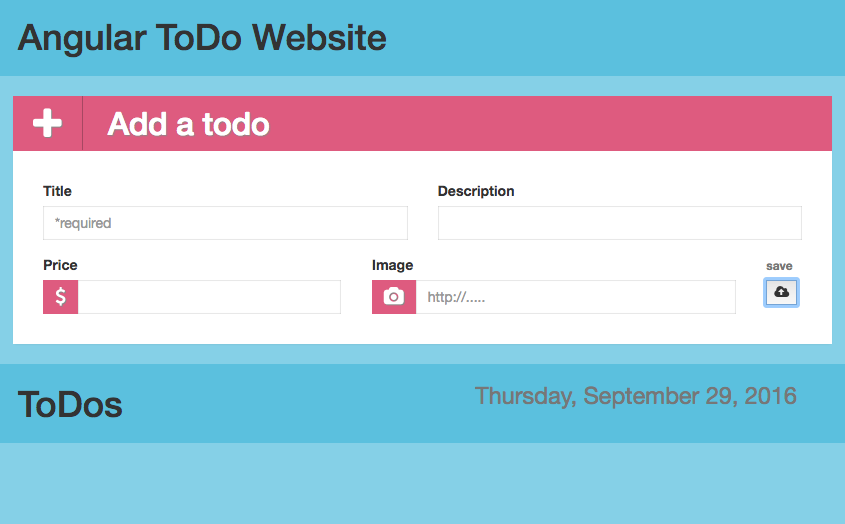 Angular ToDo Website
Add a todo
Title Description
*required
Price Image save
$ http://.....
ToDos Thursday, September 29, 2016